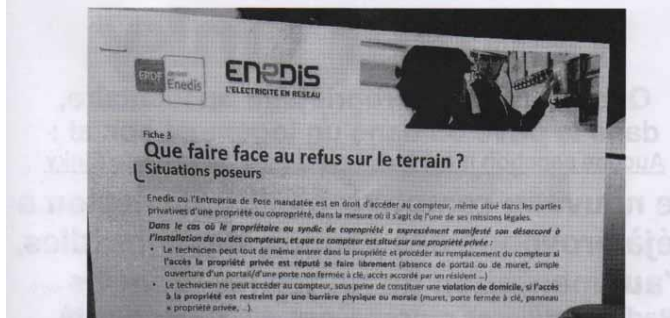 ERDF
Enedis
ENEDIS
L'ELECTRICITE EN RESEAU
Fiche 3
Que faire face au refus sur le terrain ?
Situations poseurs
Enedis ou l'Entreprise de Pose mandatée est en droit d'accéder au compteur, même situé dans les parties
privatives d'une propriété ou copropriété, dans la mesure où il s'agit de l'une de ses missions légales.
Dans le cas où le propriétaire ou syndic de copropriété a expressément manifesté son désaccord à
l'installation du ou des compteurs, et que ce compteur est situé sur une propriété privée :
• Le technicien peut tout de même entrer dans la propriété et procéder au remplacement du compteur si
l'accès la propriété privée est réputé se faire librement (absence de portail ou de muret, simple
ouverture d'un portail/d'une porte non fermée à clé, accès accordé par un résident ...)
• Le technicien ne peut accéder au compteur, sous peine de constituer une violation de domicile, si l'accès
à la propriété est restreint par une barrière physique ou morale (muret, porte fermée à clé, panneau
« propriété privée, ...).